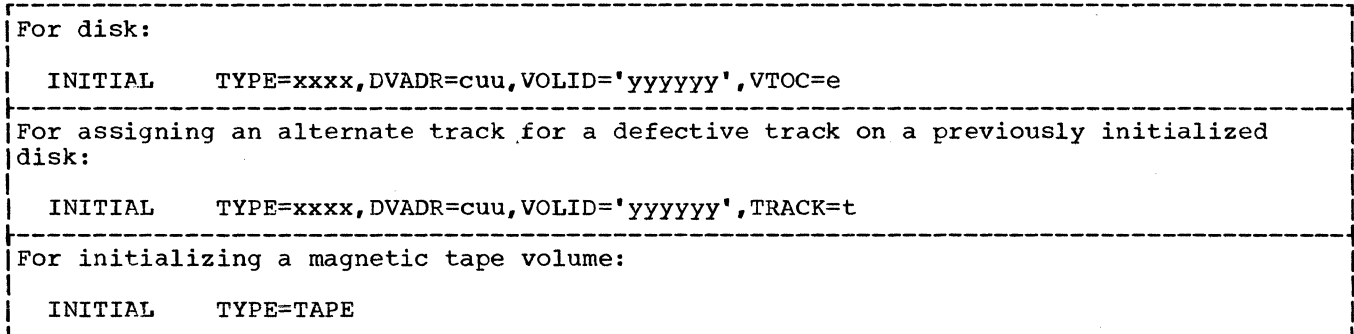 For disk:
INITIAL TYPE=xxxx,DVADR=cuu,VOLID='yyyyyy',VTOC=e
For assigning an alternate track for a defective track on a previously initialized
disk:
INITIAL TYPE=xxxx,DVADR=cuu,VOLID='yyyyyy',TRACK=t
For initializing a magnetic tape volume:
INITIAL TYPE=TAPE